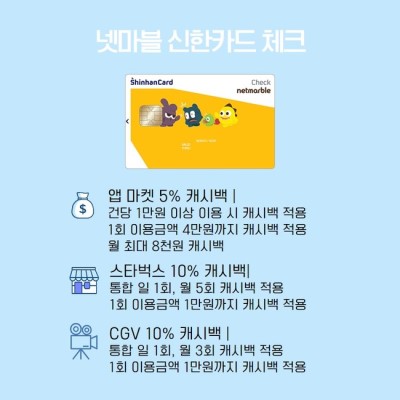 넷마블 신한카드 체크
ShinhanCard
Check
netmarble
앱 마켓 5% 캐시백 |
건당 1만원 이상 이용 시 캐시백 적용
1회 이용금액 4만원까지 캐시백 적용
월 최대 8천원 캐시백
스타벅스 10% 캐시백|
통합 일 1회, 월 5회 캐시백 적용
1회 이용금액 1만원까지 캐시백 적용
CGV 10% 캐시백 |
통합 일 1회, 월 3회 캐시백 적용
1회 이용금액 1만원까지 캐시백 적용